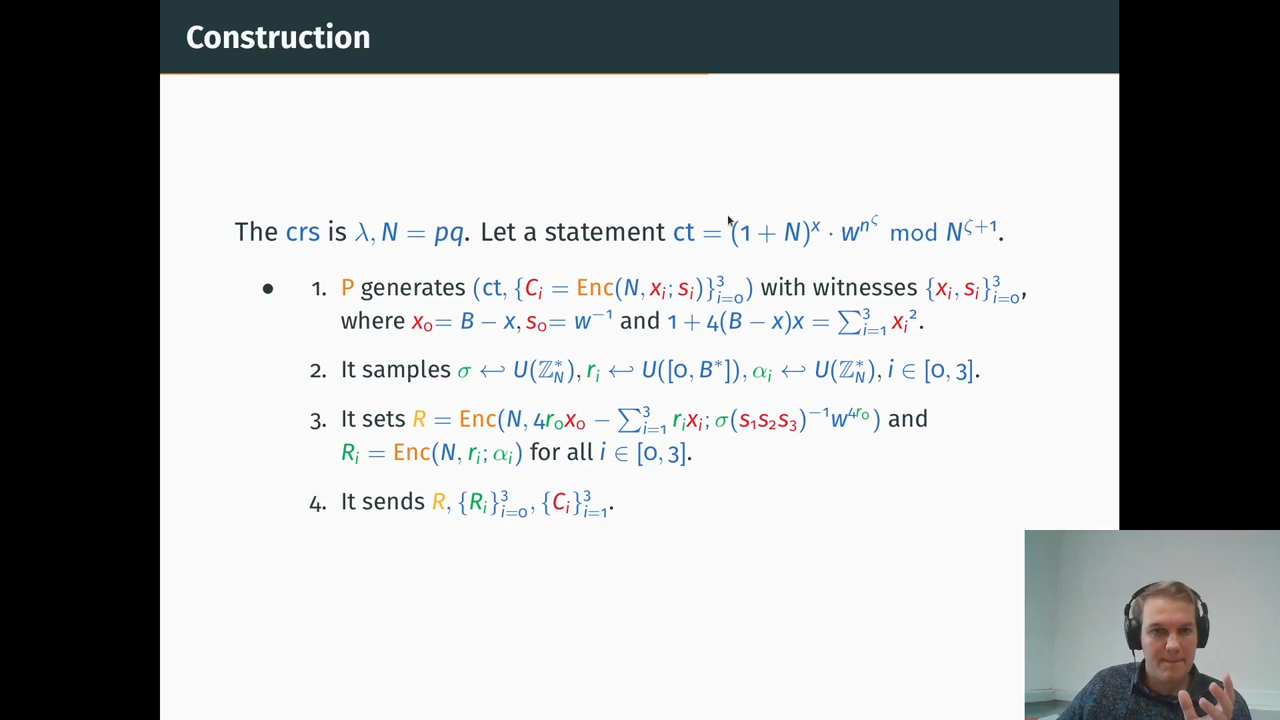 Construction
The crs is λ, N = pq. Let a statement ct = (1 + N)^x · w^{n^ζ} mod N^{ζ+1}.
• 1. P generates (ct, {C_i = Enc(N, x_i; s_i)}_{i=0}^3) with witnesses {x_i, s_i}_{i=0}^3,
where x_0 = B − x, s_0 = w^{−1} and 1 + 4(B − x)x = ∑_{i=1}^3 x_i^2.
2. It samples σ ↩ U(ℤ_N^*), r_i ↩ U([0, B^*]), α_i ↩ U(ℤ_N^*), i ∈ [0, 3].
3. It sets R = Enc(N, 4r_0x_0 − ∑_{i=1}^3 r_ix_i; σ(s_1s_2s_3)^{−1}w^{4r_0}) and
R_i = Enc(N, r_i; α_i) for all i ∈ [0, 3].
4. It sends R, {R_i}_{i=0}^3, {C_i}_{i=1}^3.